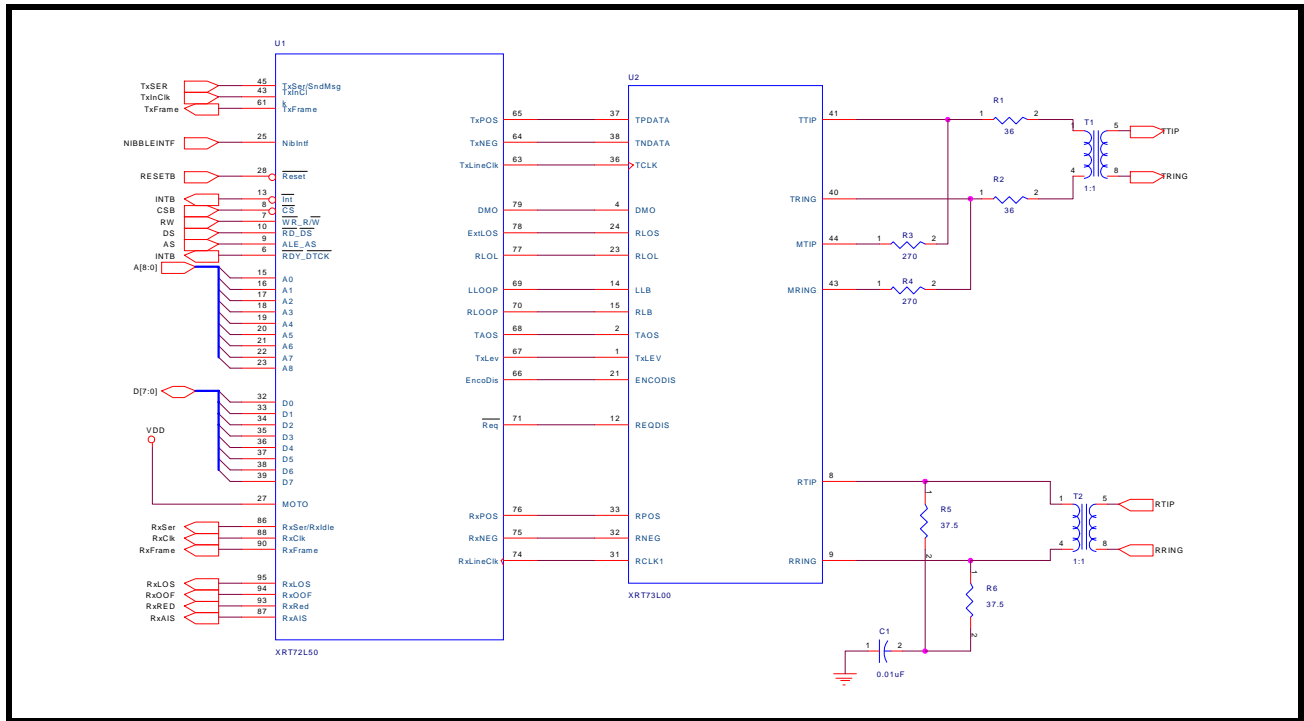 U1
TxSER 45 TxSer/SndMsg
TxInClk 43 TxInCl
k
TxFrame 61 TxFrame
NIBBLEINTF 25 NibIntf
RESETB 28 Reset
INTB 13 Int
CSB 8 CS
RW 7 WR_R/W
DS 10 RD_DS
AS 9 ALE_AS
INTB 6 RDY_DTCK
A[8:0]
15 A0
16 A1
17 A2
18 A3
19 A4
20 A5
21 A6
22 A7
23 A8
D[7:0]
32 D0
33 D1
34 D2
35 D3
36 D4
37 D5
38 D6
39 D7
VDD
27 MOTO
RxSer 86 RxSer/RxIdle
RxClk 88 RxClk
RxFrame 90 RxFrame
RxLOS 95 RxLOS
RxOOF 94 RxOOF
RxRED 93 RxRed
RxAIS 87 RxAIS
XRT72L50
U2
TxPOS 65 37 TPDATA
TxNEG 64 38 TNDATA
TxLineClk 63 36 TCLK
DMO 79 4 DMO
ExtLOS 78 24 RLOS
RLOL 77 23 RLOL
LLOOP 69 14 LLB
RLOOP 70 15 RLB
TAOS 68 2 TAOS
TxLev 67 1 TxLEV
EncoDis 66 21 ENCODIS
Req 71 12 REQDIS
RxPOS 76 33 RPOS
RxNEG 75 32 RNEG
RxLineClk 74 31 RCLK1
XRT73L00
TTIP 41
R1
1 2
36
TRING 40
R2
1 2
36
MTIP 44
1 R3 2
270
MRING 43
1 R4 2
270
T1
1 5 TTIP
4 8 TRING
1:1
RTIP 8
1
R5
37.5
2
RRING 9
1
R6
37.5
2
T2
1 5 RTIP
4 8 RRING
1:1
C1
1 2
0.01uF